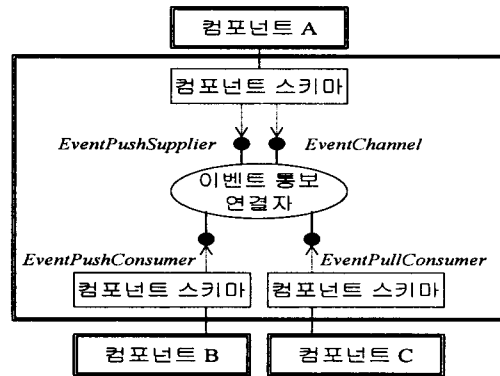 컴포넌트 A
컴포넌트 스키마
EventPushSupplier
EventChannel
이벤트 통보
연결자
EventPushConsumer
EventPullConsumer
컴포넌트 스키마
컴포넌트 스키마
컴포넌트 B
컴포넌트 C